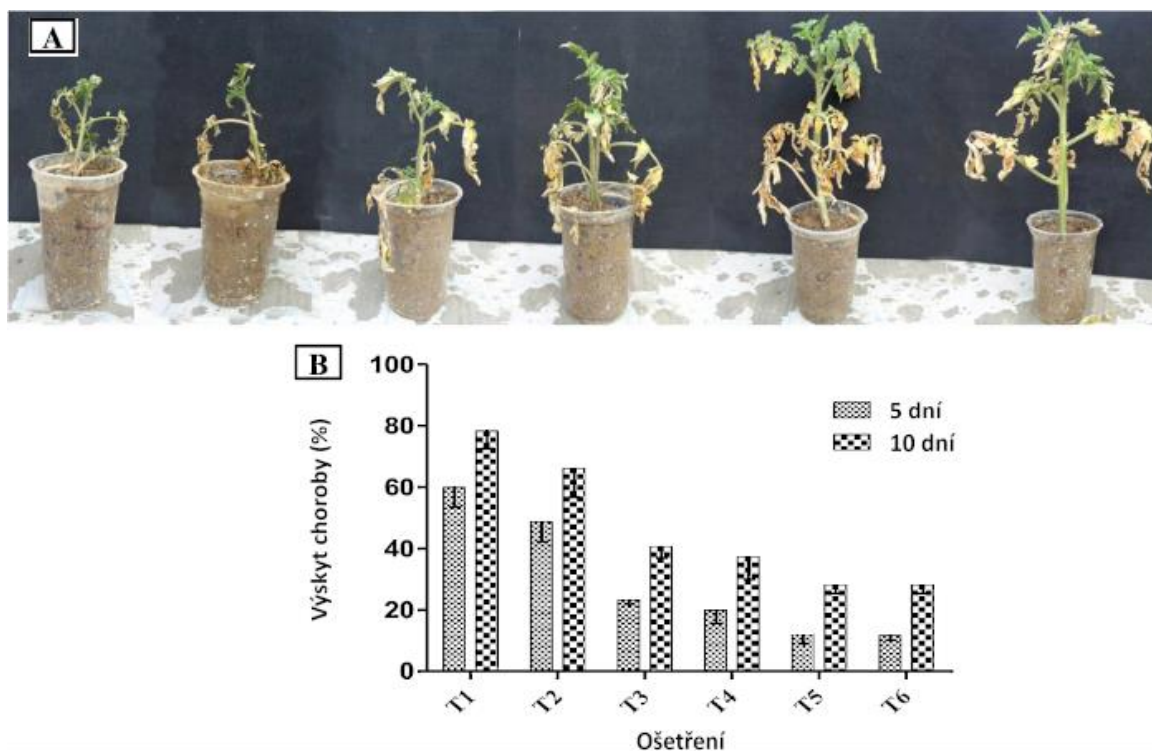 A
B
100
80
60
40
20
0
Výskyt choroby (%)
5 dní
10 dní
T1 T2 T3 T4 T5 T6
Ošetření